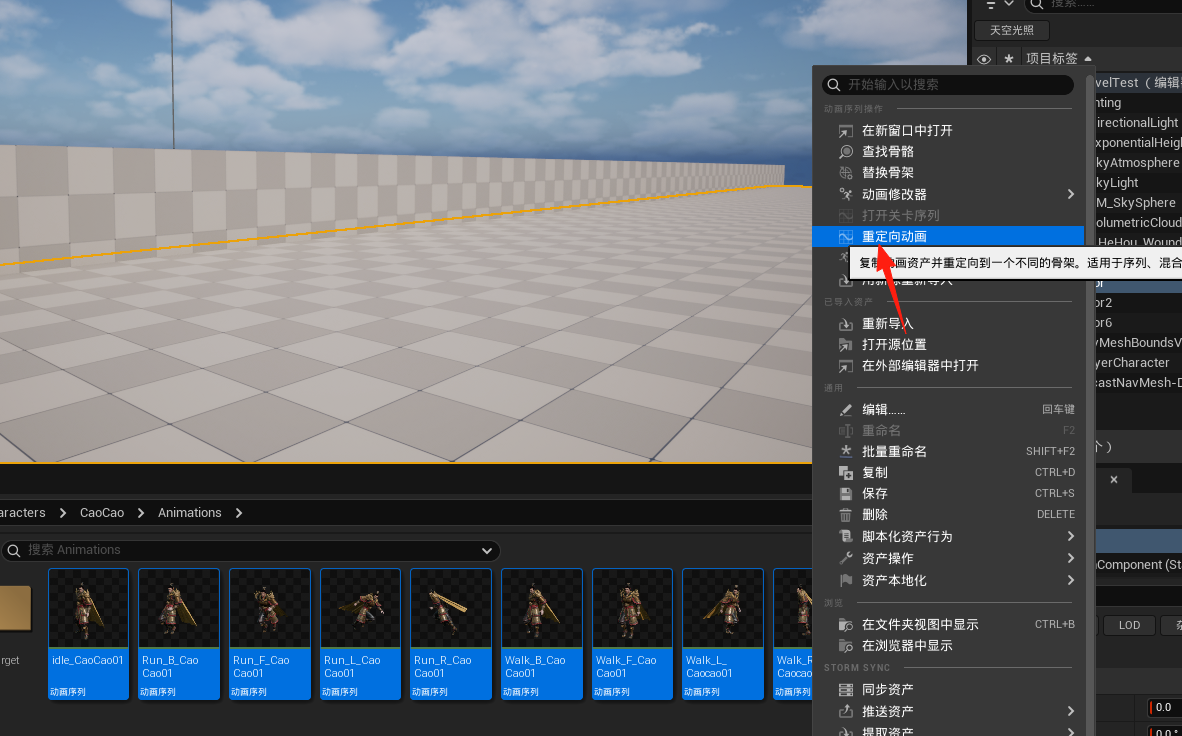 搜索……
天空光照
项目标签
velTest（编辑
开始输入以搜索
动画序列操作
nting
irectionalLight
在新窗口中打开
xponentialHeig
查找骨骼
kyAtmosphere
替换骨架
kyLight
动画修改器
M_SkySphere
打开关卡序列
olumetricCloud
重定向动画
HeHou_Wound
复制动画资产并重定向到一个不同的骨架。适用于序列、混合
用新源重新导入
or
已导入资产
or2
重新导入
or6
打开源位置
vMeshBoundsV
在外部编辑器中打开
yerCharacter
通用
castNavMesh-D
编辑…… 回车键
重命名 F2
批量重命名 SHIFT+F2
个）
复制 CTRL+D
保存 CTRL+S
删除 DELETE
aracters CaoCao Animations
脚本化资产行为
搜索 Animations
资产操作
nComponent (Sta
资产本地化
浏览
在文件夹视图中显示 CTRL+B
LOD
在浏览器中显示
rget
idle_CaoCao01
动画序列
Run_B_Cao
Cao01
动画序列
Run_F_Cao
Cao01
动画序列
Run_L_Cao
Cao01
动画序列
Run_R_Cao
Cao01
动画序列
Walk_B_Cao
Cao01
动画序列
Walk_F_Cao
Cao01
动画序列
Walk_L_
Caocao01
动画序列
Walk_R
Caocao
动画序列
STORM SYNC
同步资产
推送资产
0.0
提取资产
0.0 °